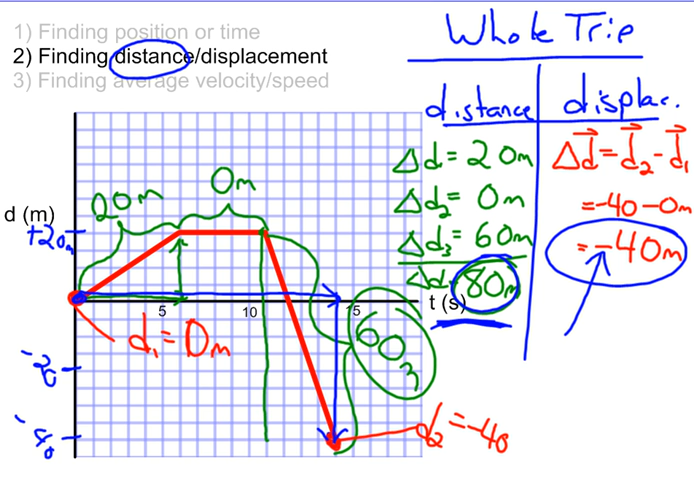 1) Finding position or time
2) Finding distance/displacement
3) Finding average velocity/speed
Whole Trip
distance
displac.
Δd = 20m
Δd₂ = 0m
Δd₃ = 60m
Δd = 80m
Δd⃗ = d⃗₂ - d⃗₁
= -40 - 0m
= -40m
20m
0m
d (m)
+20m
5
10
15
t (s)
d₁ = 0m
-20
-40
60
d₂ = -40